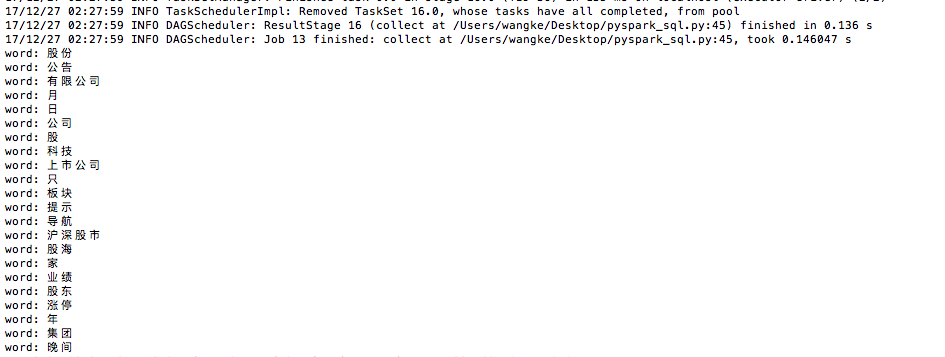 17/12/27 02:27:59 INFO TaskSchedulerImpl: Removed TaskSet 16.0, whose tasks have all completed, from pool
17/12/27 02:27:59 INFO DAGScheduler: ResultStage 16 (collect at /Users/wangke/Desktop/pyspark_sql.py:45) finished in 0.136 s
17/12/27 02:27:59 INFO DAGScheduler: Job 13 finished: collect at /Users/wangke/Desktop/pyspark_sql.py:45, took 0.146047 s
word: 股份
word: 公告
word: 有限公司
word: 月
word: 日
word: 公司
word: 股
word: 科技
word: 上市公司
word: 只
word: 板块
word: 提示
word: 导航
word: 沪深股市
word: 股海
word: 家
word: 业绩
word: 股东
word: 涨停
word: 年
word: 集团
word: 晚间